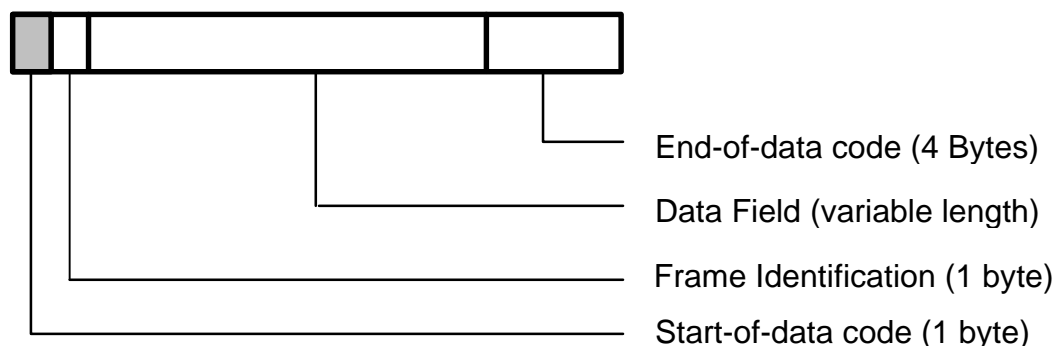 End-of-data code (4 Bytes)
Data Field (variable length)
Frame Identification (1 byte)
Start-of-data code (1 byte)